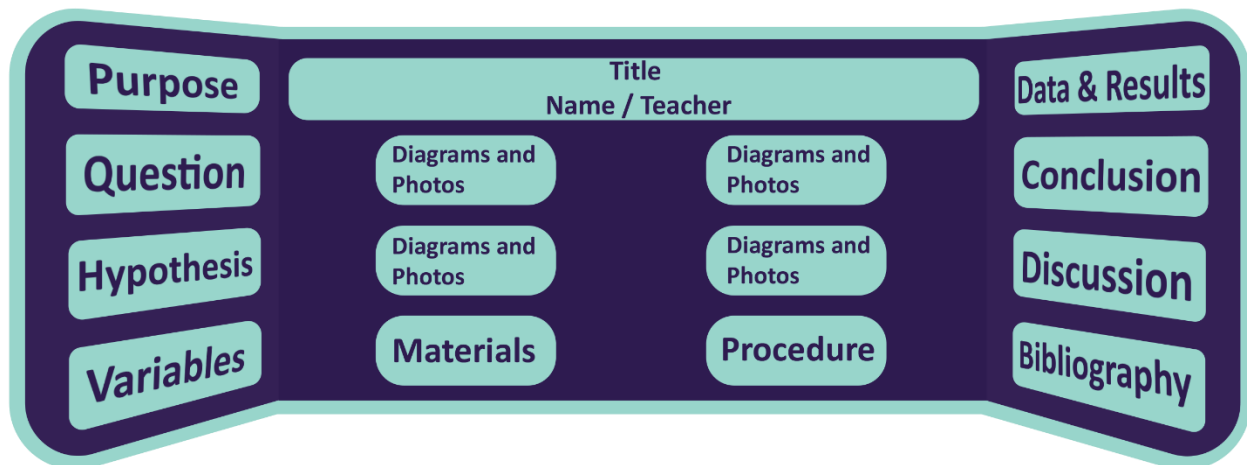 Purpose
Question
Hypothesis
Variables
Title
Name / Teacher
Diagrams and
Photos
Diagrams and
Photos
Diagrams and
Photos
Diagrams and
Photos
Materials
Procedure
Data & Results
Conclusion
Discussion
Bibliography